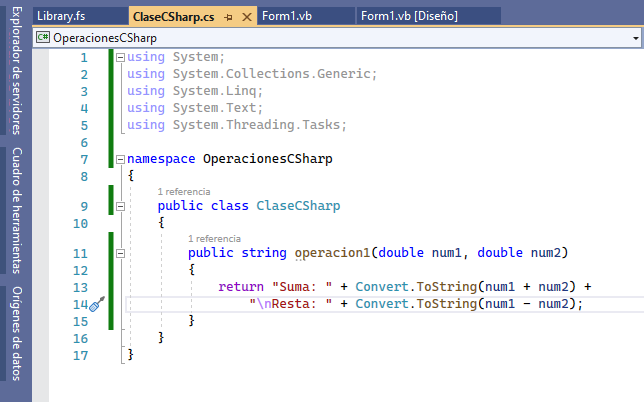 Library.fs ClaseCSharp.cs Form1.vb Form1.vb [Diseño]
C# OperacionesCSharp
Explorador de servidores
Cuadro de herramientas
Orígenes de datos
1 using System;
2 using System.Collections.Generic;
3 using System.Linq;
4 using System.Text;
5 using System.Threading.Tasks;
6
7 namespace OperacionesCSharp
8 {
1 referencia
9 public class ClaseCSharp
10 {
1 referencia
11 public string operacion1(double num1, double num2)
12 {
13 return "Suma: " + Convert.ToString(num1 + num2) +
14 "\nResta: " + Convert.ToString(num1 - num2);
15 }
16 }
17 }